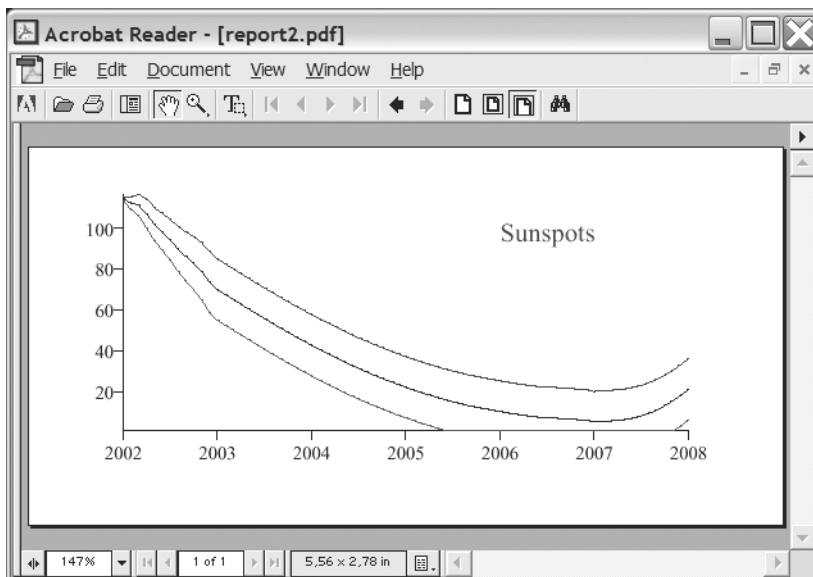 Acrobat Reader - [report2.pdf]
File Edit Document View Window Help
Sunspots
100
80
60
40
20
2002 2003 2004 2005 2006 2007 2008
147% 1 of 1 5,56 x 2,78 in